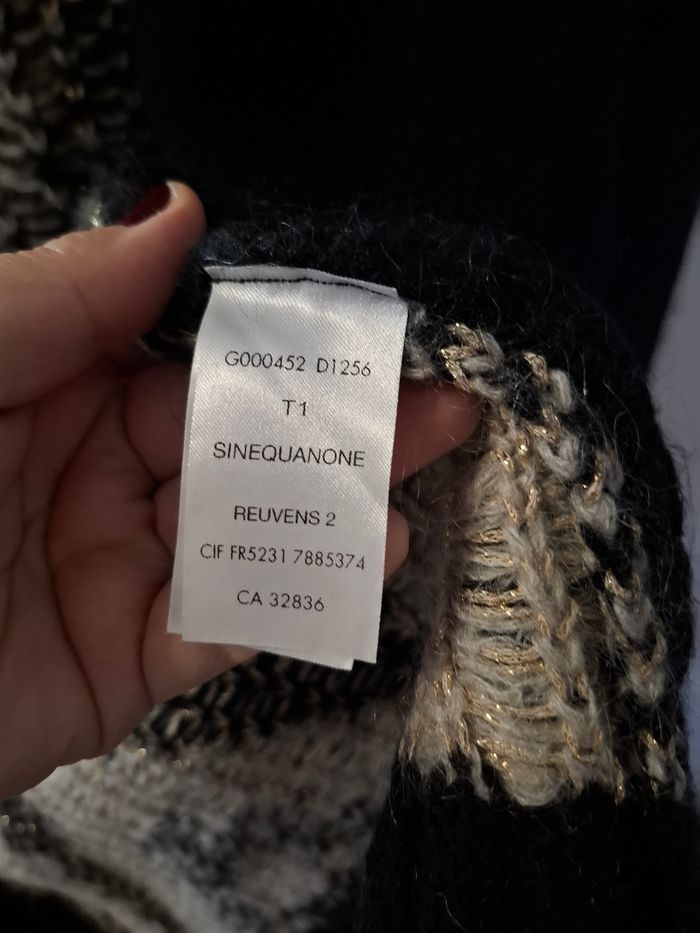 G000452 D1256
T1
SINEQUANONE
REUVENS 2
CIF FR5231 7885374
CA 32836